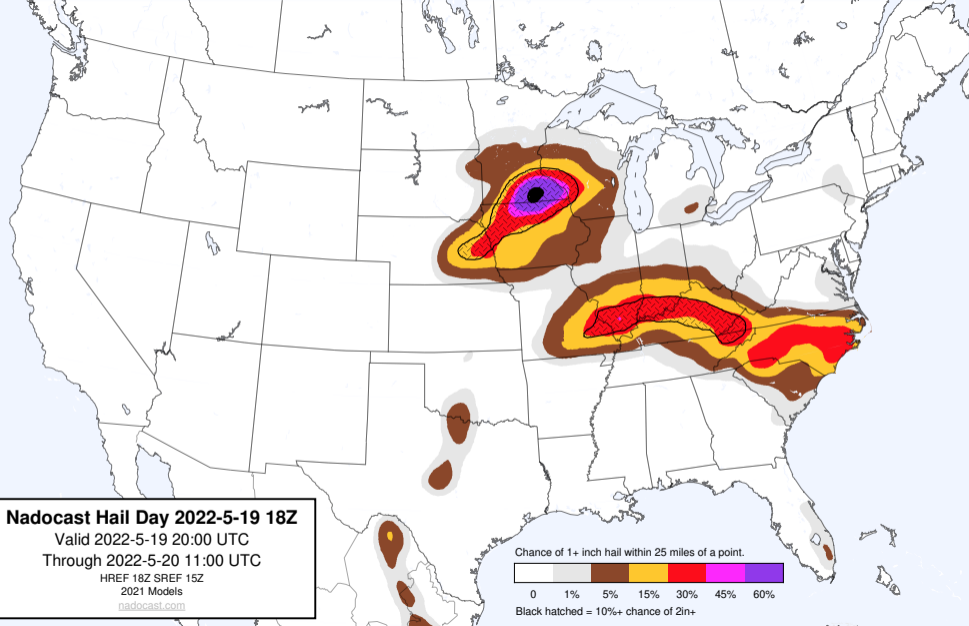 Nadocast Hail Day 2022-5-19 18Z
Valid 2022-5-19 20:00 UTC
Through 2022-5-20 11:00 UTC
HREF 18Z SREF 15Z
2021 Models
nadocast.com
Chance of 1+ inch hail within 25 miles of a point.
0 1% 5% 15% 30% 45% 60%
Black hatched = 10%+ chance of 2in+